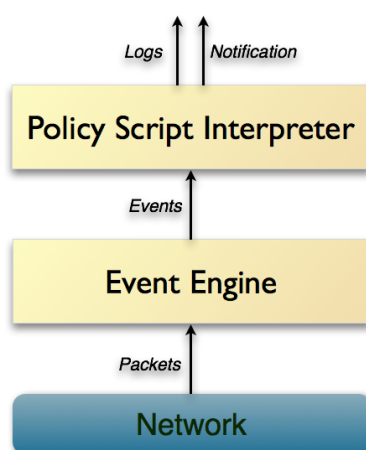 Logs Notification
Policy Script Interpreter
Events
Event Engine
Packets
Network